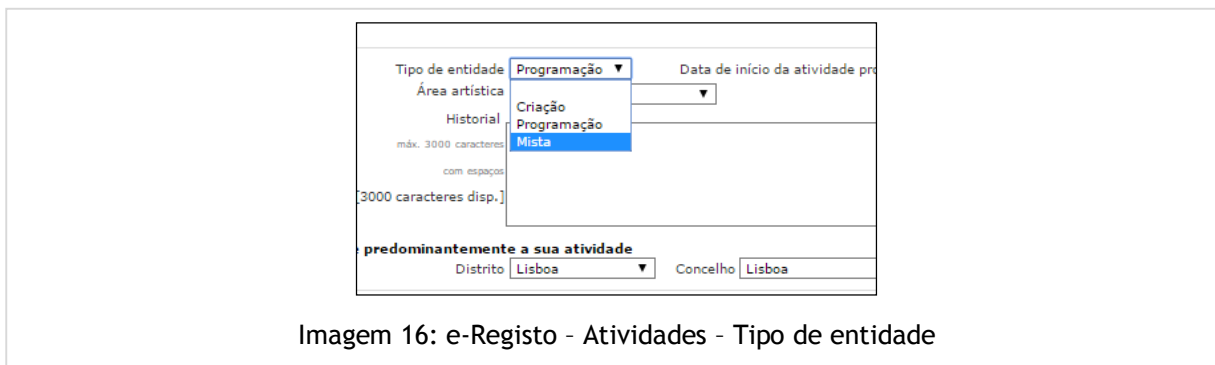 Tipo de entidade Programação ▼ Data de início da atividade
Área artística ▼
Criação
Historial
Programação
máx. 3000 caracteres Mista
com espaços
[3000 caracteres disp.]
predominantemente a sua atividade
Distrito Lisboa ▼ Concelho Lisboa
Imagem 16: e-Registo – Atividades – Tipo de entidade